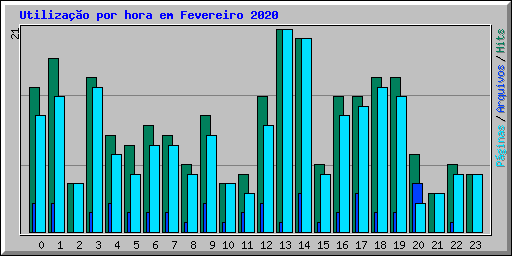 Utilização por hora em Fevereiro 2020
21
Páginas / Arquivos / Hits
0 1 2 3 4 5 6 7 8 9 10 11 12 13 14 15 16 17 18 19 20 21 22 23